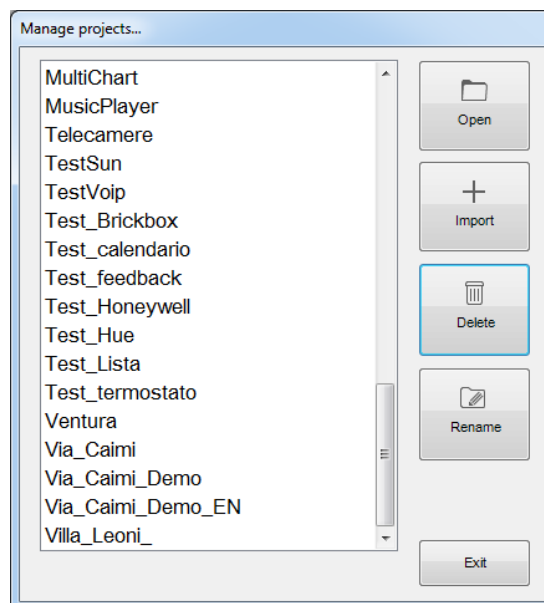 Manage projects...
MultiChart
MusicPlayer
Telecamere
TestSun
TestVoip
Test_Brickbox
Test_calendario
Test_feedback
Test_Honeywell
Test_Hue
Test_Lista
Test_termostato
Ventura
Via_Caimi
Via_Caimi_Demo
Via_Caimi_Demo_EN
Villa_Leoni_
Open
Import
Delete
Rename
Exit